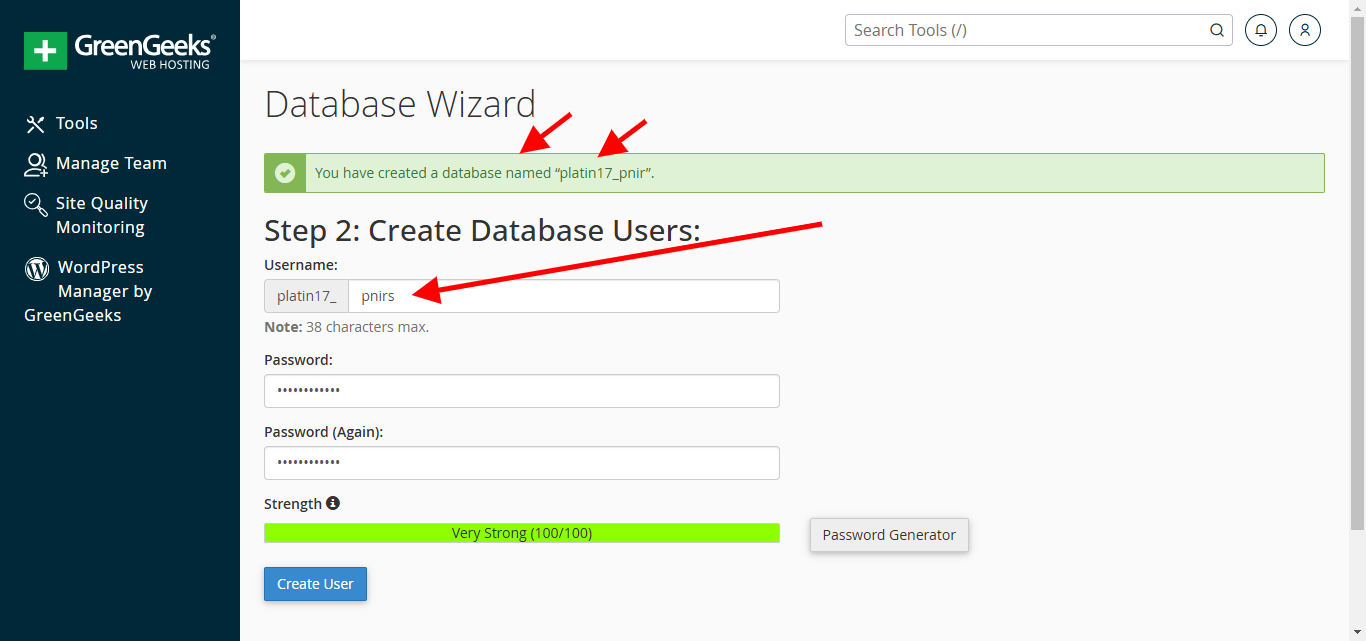 GreenGeeks®
WEB HOSTING
Search Tools (/)
Tools
Manage Team
Site Quality
Monitoring
WordPress
Manager by
GreenGeeks
Database Wizard
You have created a database named “platin17_pnir”.
Step 2: Create Database Users:
Username:
platin17_ pnirs
Note: 38 characters max.
Password:
••••••••••••
Password (Again):
••••••••••••
Strength
Very Strong (100/100)
Password Generator
Create User